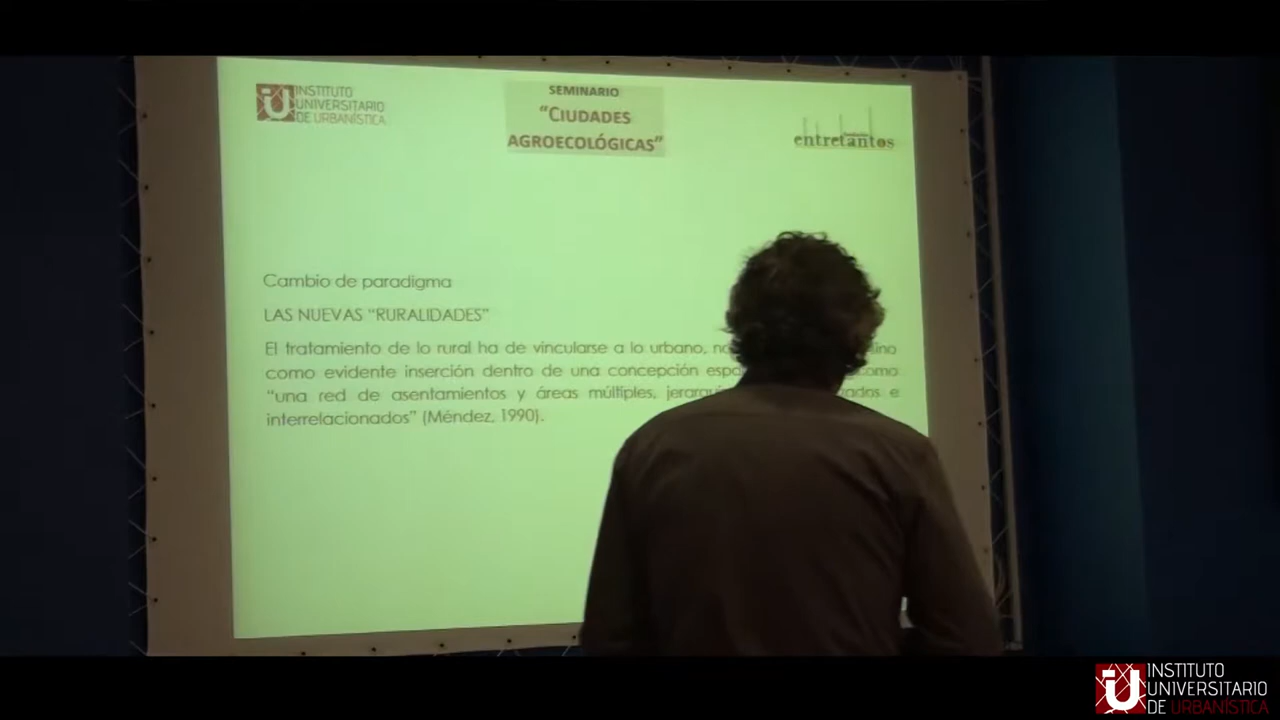 INSTITUTO
UNIVERSITARIO
DE URBANÍSTICA
SEMINARIO
“CIUDADES
AGROECOLÓGICAS”
entretantos
Cambio de paradigma
LAS NUEVAS “RURALIDADES”
El tratamiento de lo rural ha de vincularse a lo urbano,
como evidente inserción dentro de una concepción como
“una red de asentamientos y áreas múltiples, e
interrelacionados” (Méndez, 1990).
INSTITUTO
UNIVERSITARIO
DE URBANÍSTICA